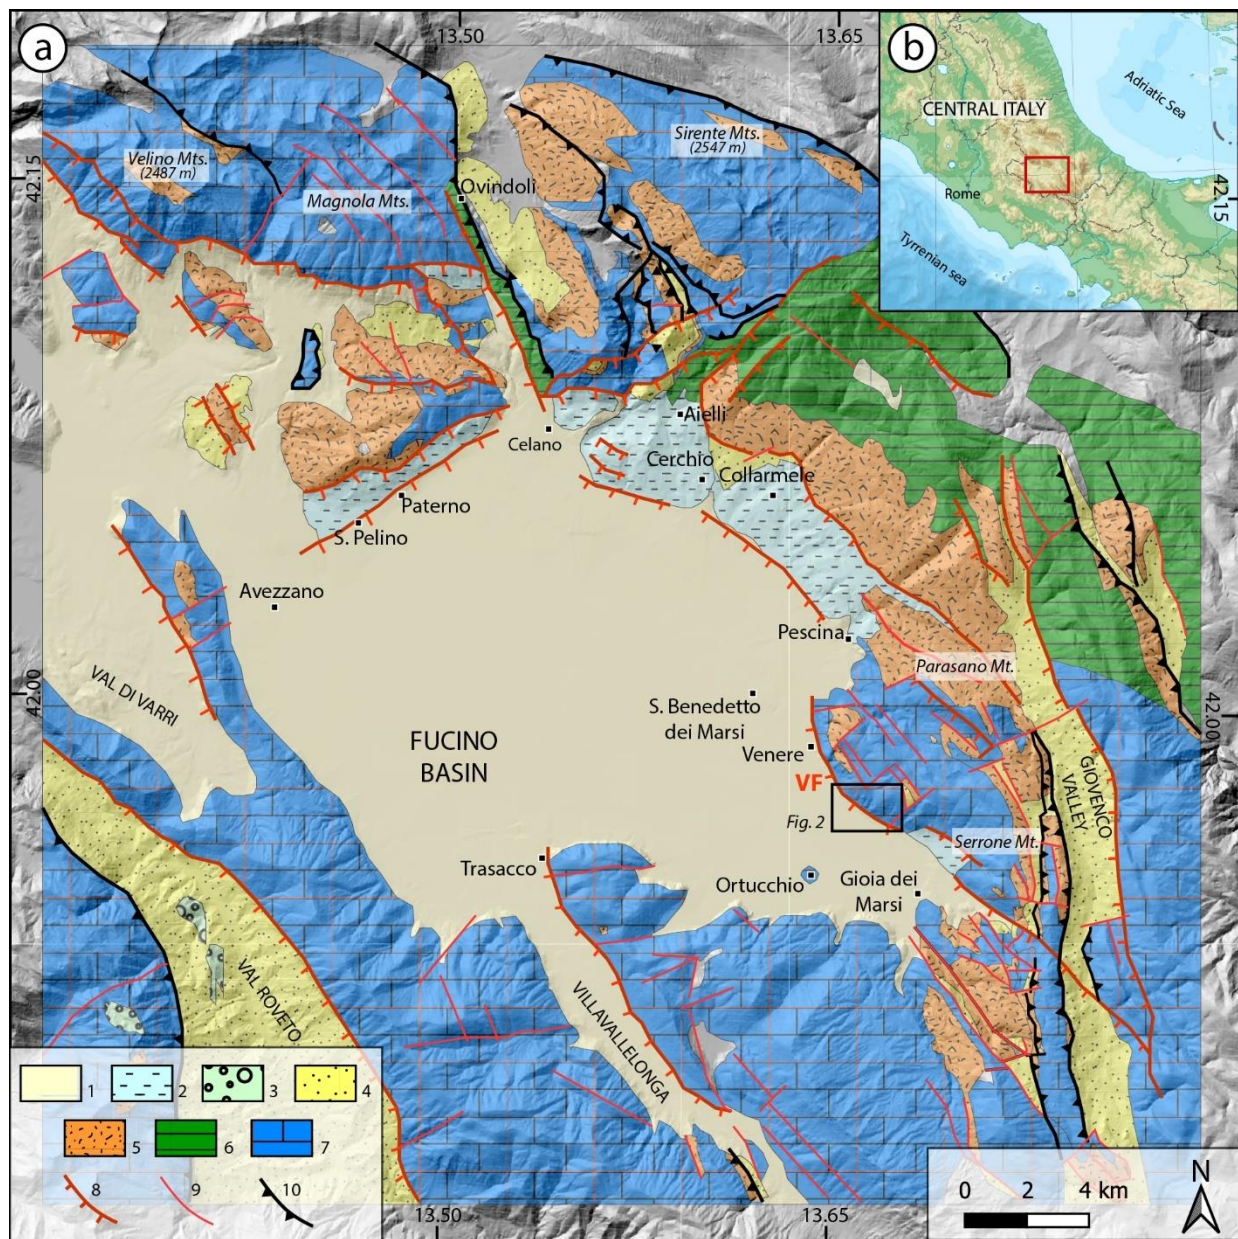 a
b
13.50
13.65
CENTRAL ITALY
Adriatic Sea
Rome
Tyrrenian sea
42.15
42.15
Velino Mts.
(2487 m)
Magnola Mts.
Sirente Mts.
(2547 m)
Ovindoli
Celano
Aielli
Cerchio
Collarmele
Paterno
S. Pelino
Avezzano
Pescina
Parasano Mt.
42.00
42.00
VAL DI VARRI
S. Benedetto
dei Marsi
Venere
FUCINO
BASIN
VF
Fig. 2
GIOVENCO
VALLEY
Serrone Mt.
Trasacco
Ortucchio
Gioia dei
Marsi
VAL ROVETO
VILLAVALLELONGA
1
2
3
4
5
6
7
8
9
10
N
0 2 4 km
13.50
13.65